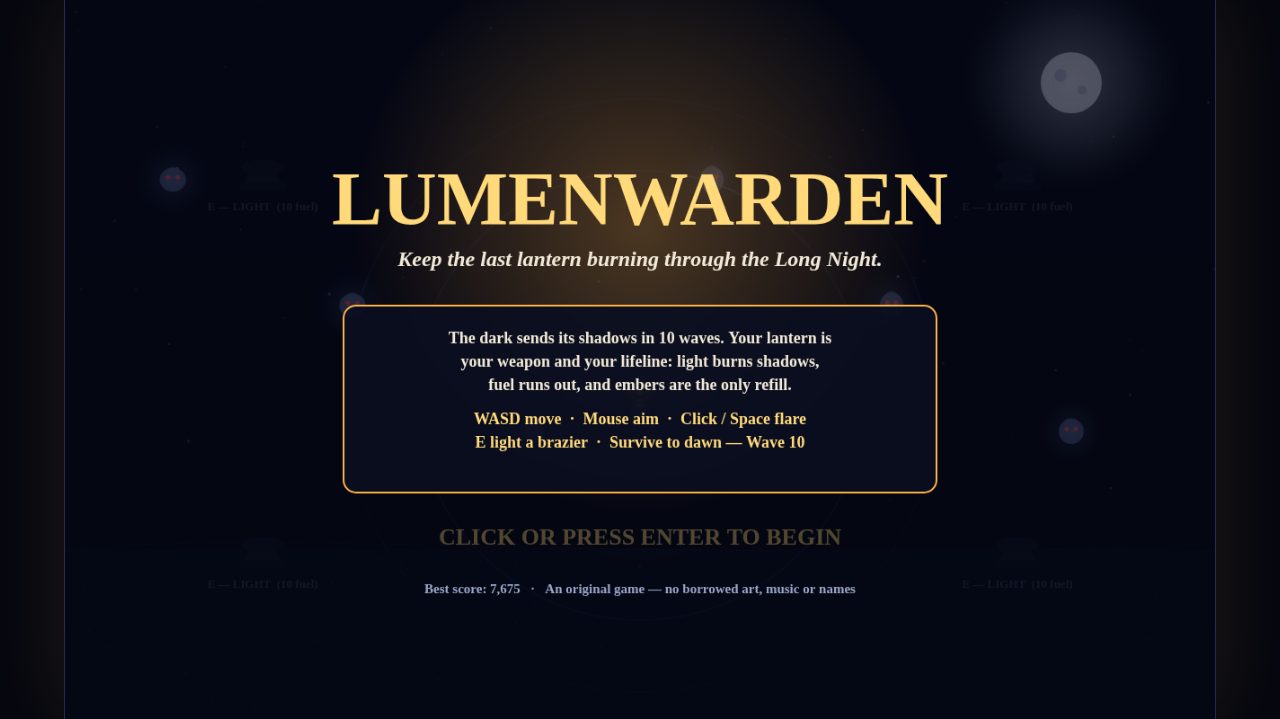 LUMENWARDEN
Keep the last lantern burning through the Long Night.
E — LIGHT (10 fuel)
E — LIGHT (10 fuel)
The dark sends its shadows in 10 waves. Your lantern is
your weapon and your lifeline: light burns shadows,
fuel runs out, and embers are the only refill.
WASD move · Mouse aim · Click / Space flare
E light a brazier · Survive to dawn — Wave 10
CLICK OR PRESS ENTER TO BEGIN
E — LIGHT (10 fuel)
E — LIGHT (10 fuel)
Best score: 7,675 · An original game — no borrowed art, music or names